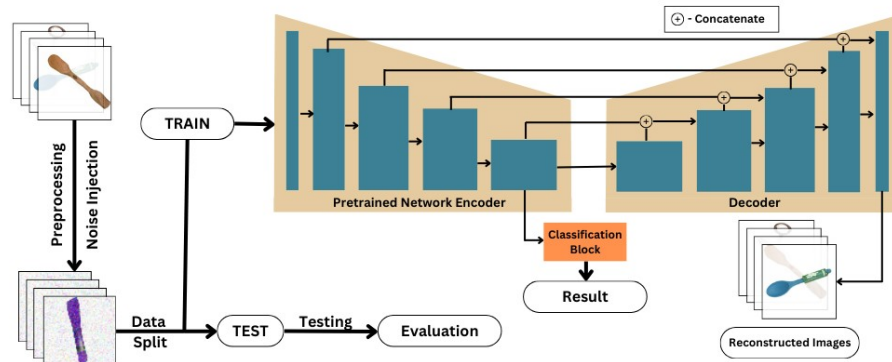 ⊕ - Concatenate
TRAIN
Preprocessing
Noise Injection
Pretrained Network Encoder
Decoder
Classification
Block
Result
Data
Split
TEST
Testing
Evaluation
Reconstructed Images